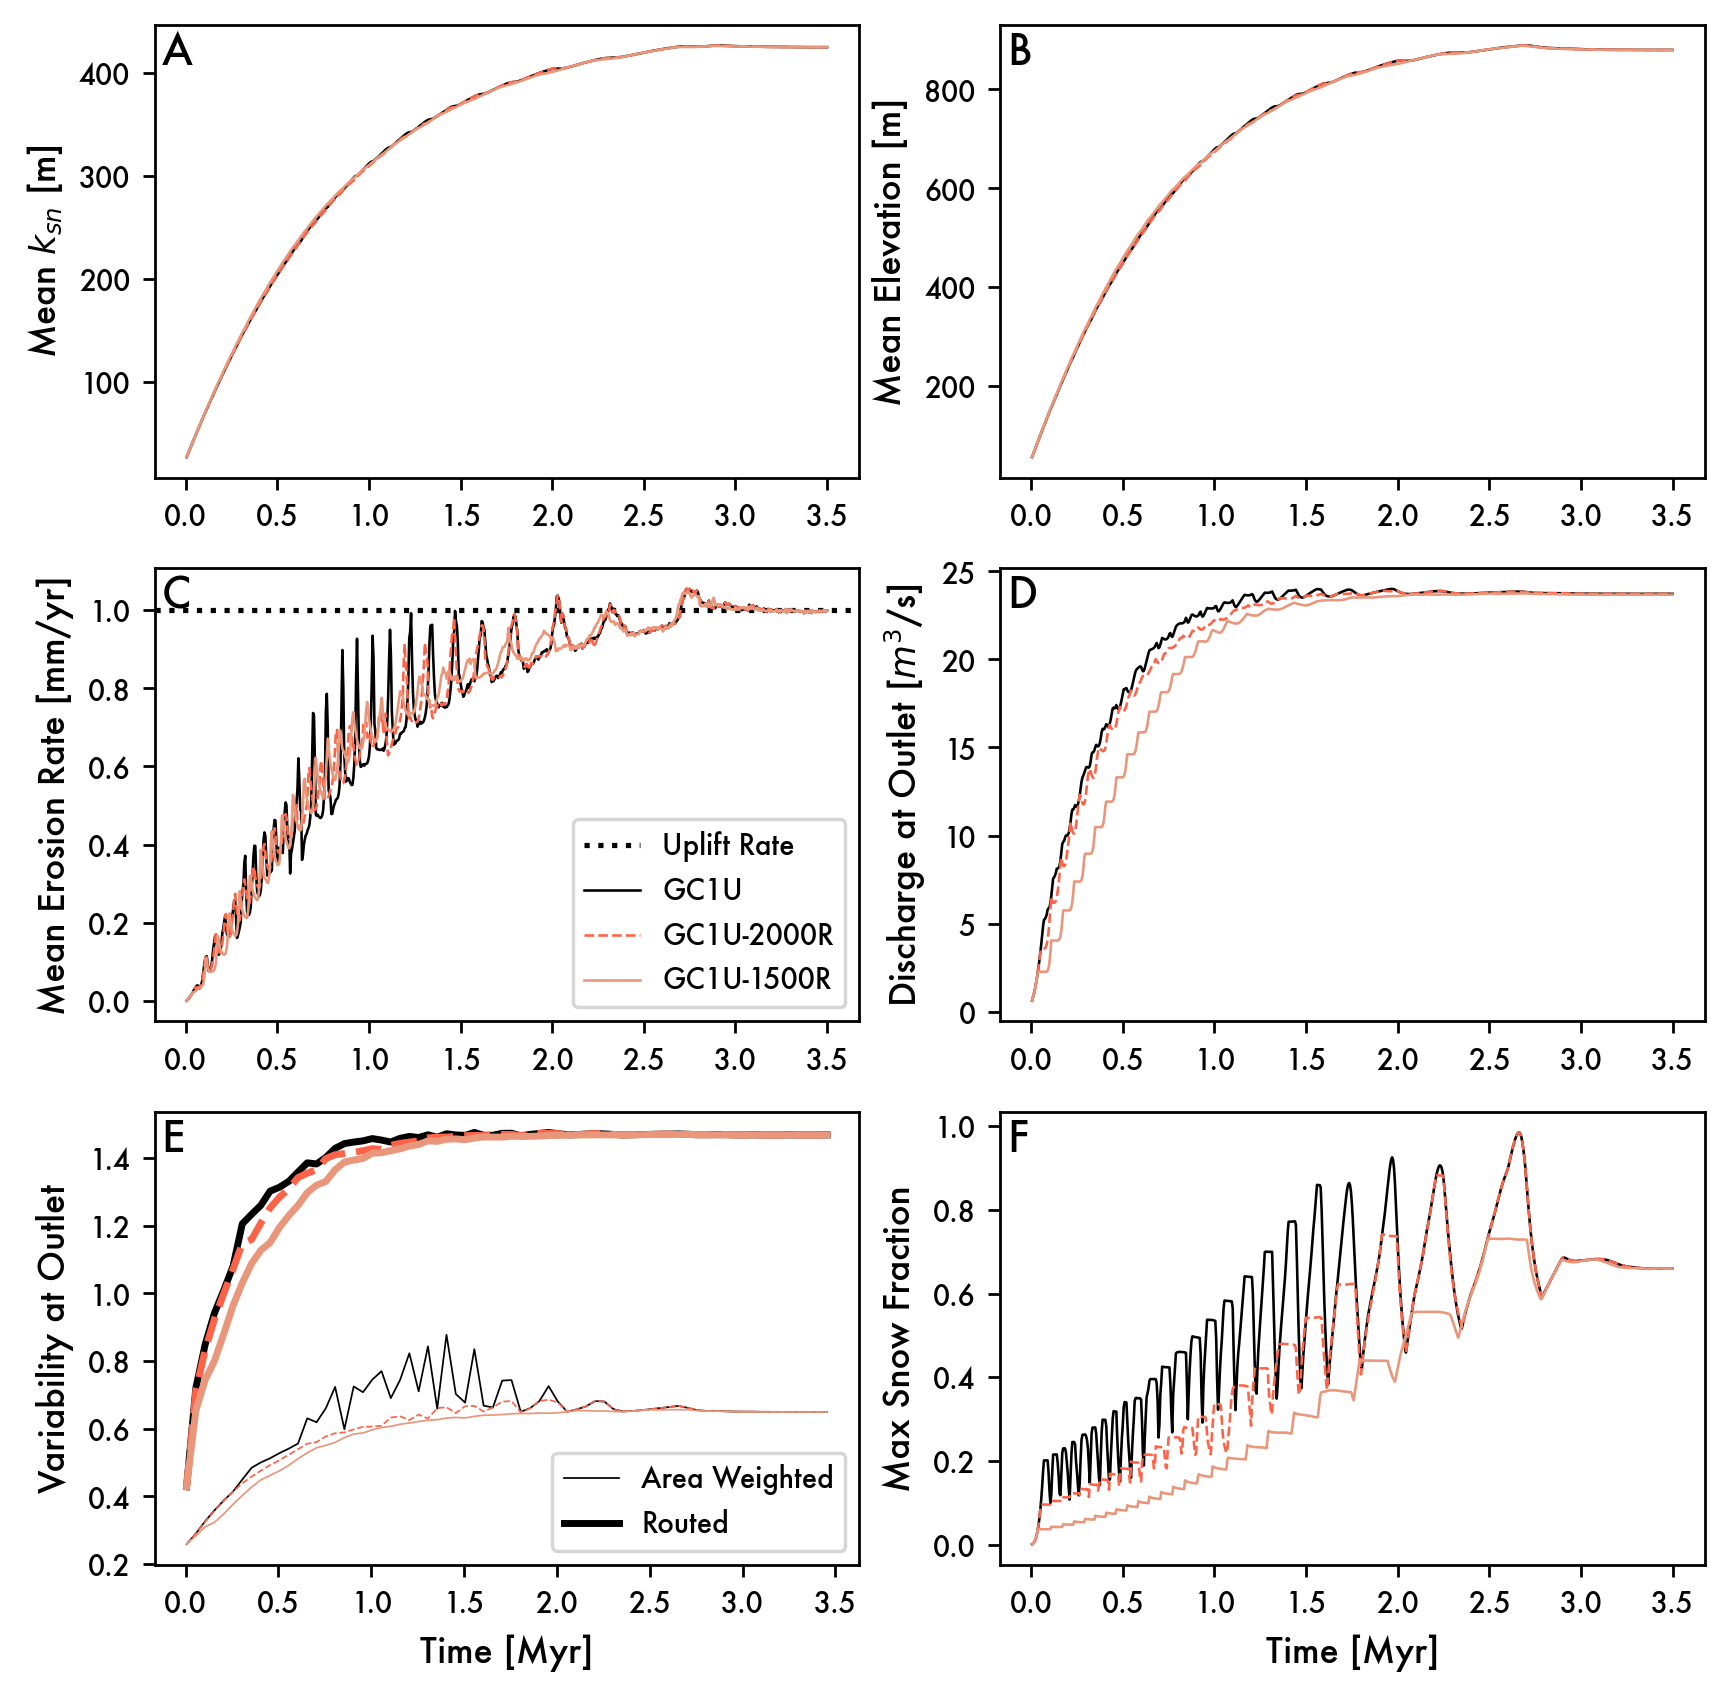 A
Mean k_sn [m]
400
300
200
100
0.0 0.5 1.0 1.5 2.0 2.5 3.0 3.5
B
Mean Elevation [m]
800
600
400
200
0.0 0.5 1.0 1.5 2.0 2.5 3.0 3.5
C
Mean Erosion Rate [mm/yr]
1.0
0.8
0.6
0.4
0.2
0.0
Uplift Rate
GC1U
GC1U-2000R
GC1U-1500R
0.0 0.5 1.0 1.5 2.0 2.5 3.0 3.5
D
Discharge at Outlet [m³/s]
25
20
15
10
5
0
0.0 0.5 1.0 1.5 2.0 2.5 3.0 3.5
E
Variability at Outlet
1.4
1.2
1.0
0.8
0.6
0.4
0.2
Area Weighted
Routed
0.0 0.5 1.0 1.5 2.0 2.5 3.0 3.5
Time [Myr]
F
Max Snow Fraction
1.0
0.8
0.6
0.4
0.2
0.0
0.0 0.5 1.0 1.5 2.0 2.5 3.0 3.5
Time [Myr]